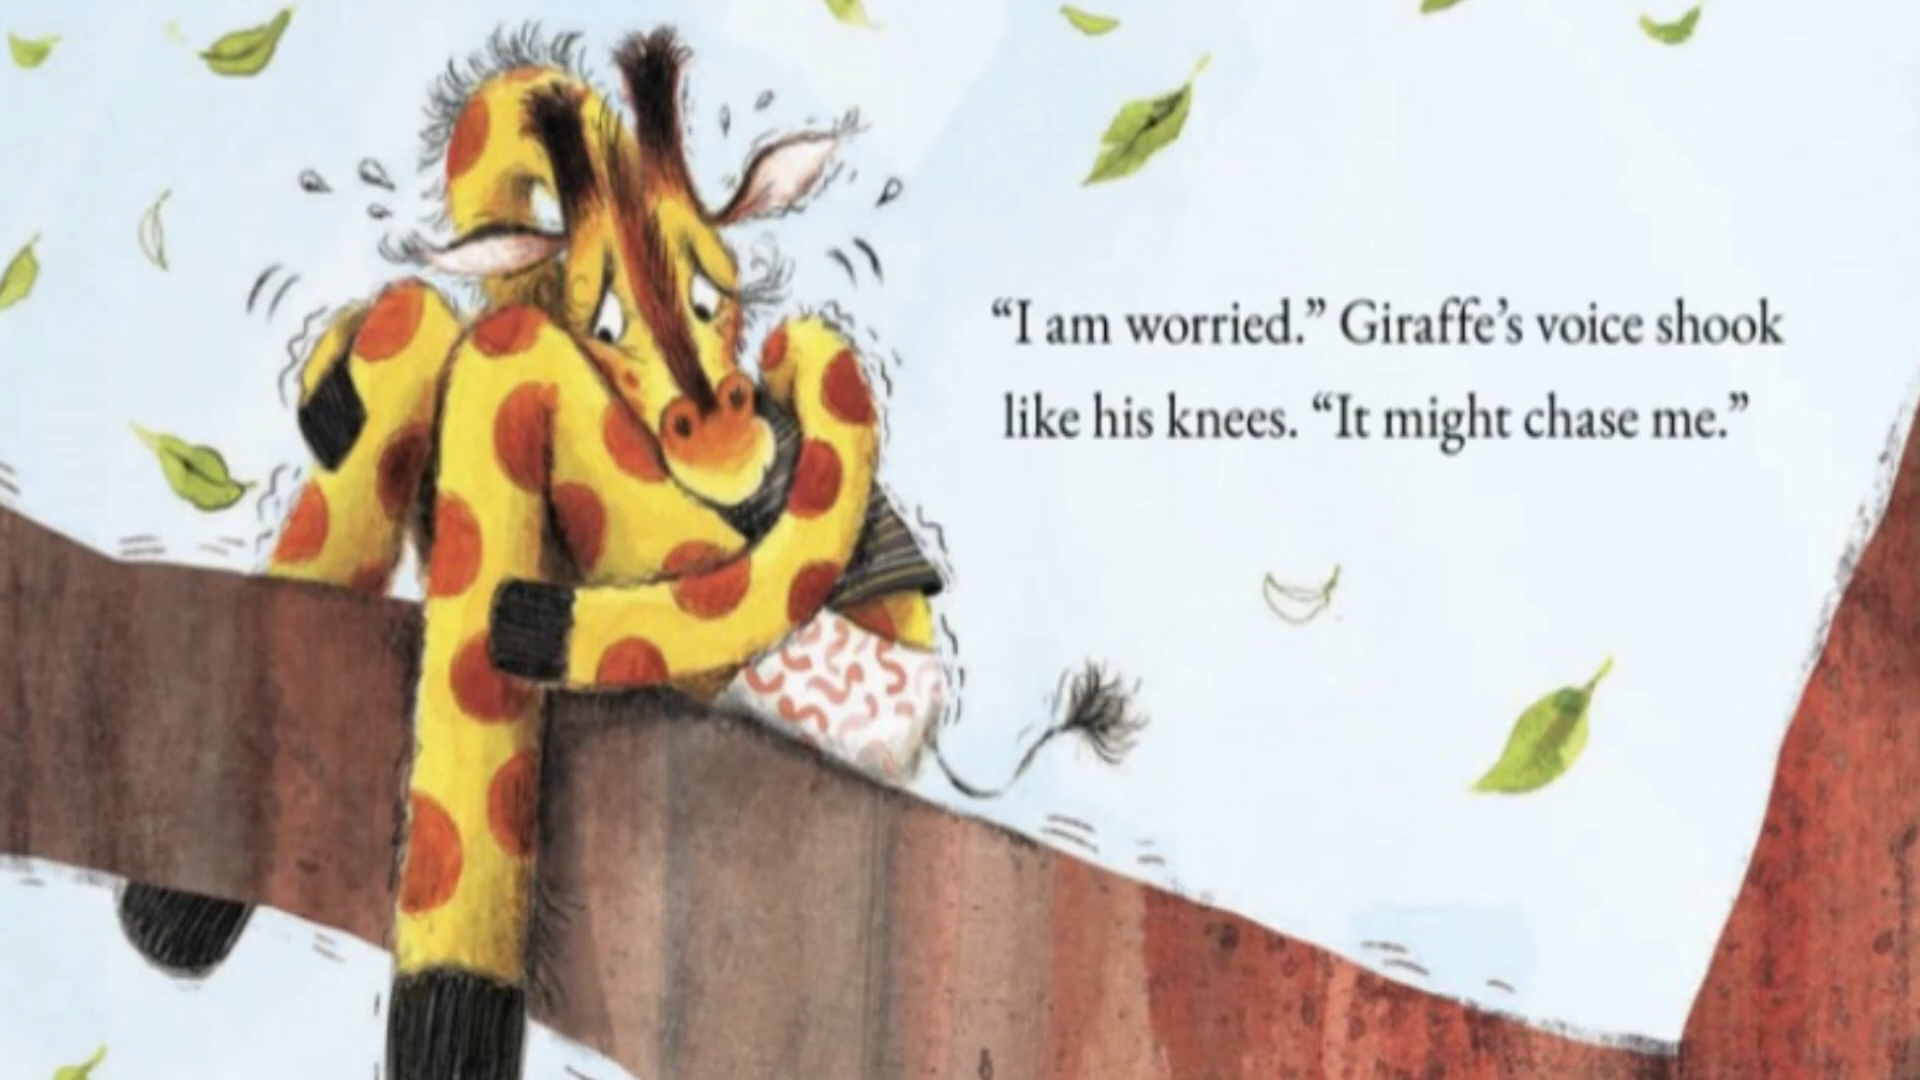 “I am worried.” Giraffe’s voice shook
like his knees. “It might chase me.”